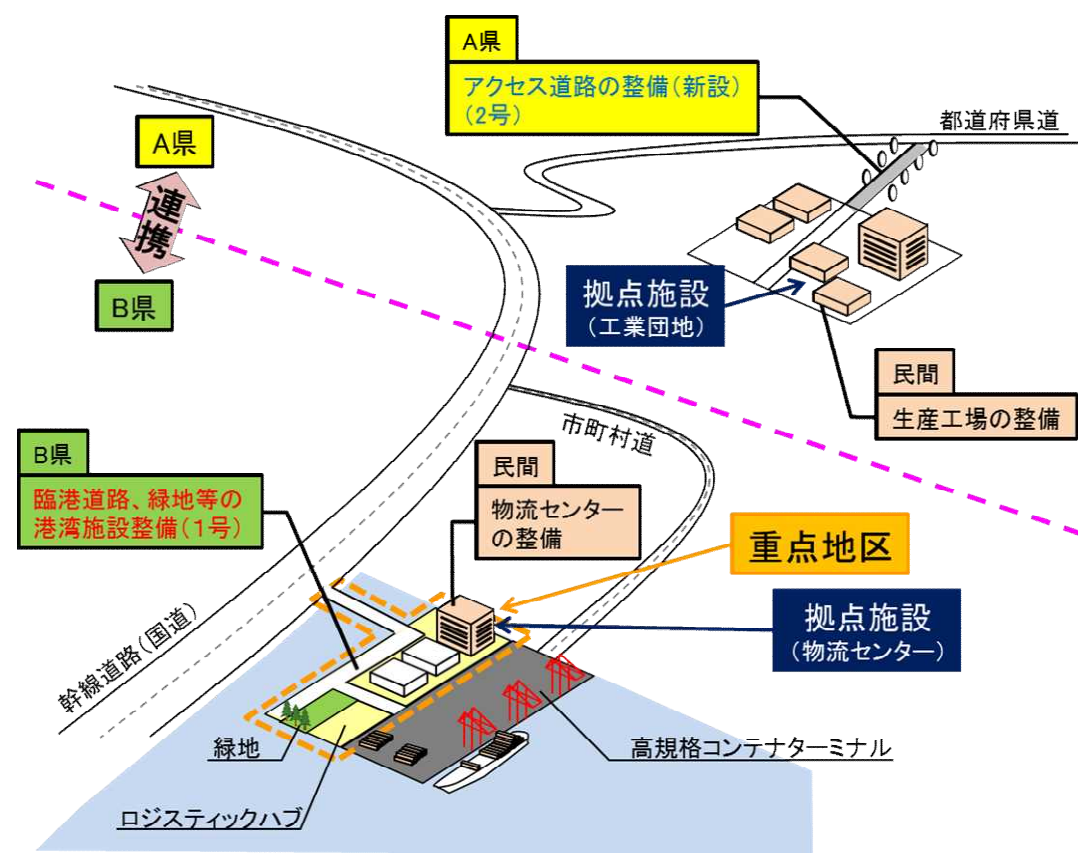 A県
アクセス道路の整備(新設)
(2号)
都道府県道
A県
連携
B県
拠点施設
(工業団地)
民間
生産工場の整備
市町村道
B県
臨港道路、緑地等の
港湾施設整備(1号)
民間
物流センター
の整備
重点地区
拠点施設
(物流センター)
幹線道路(国道)
緑地
高規格コンテナターミナル
ロジスティックハブ